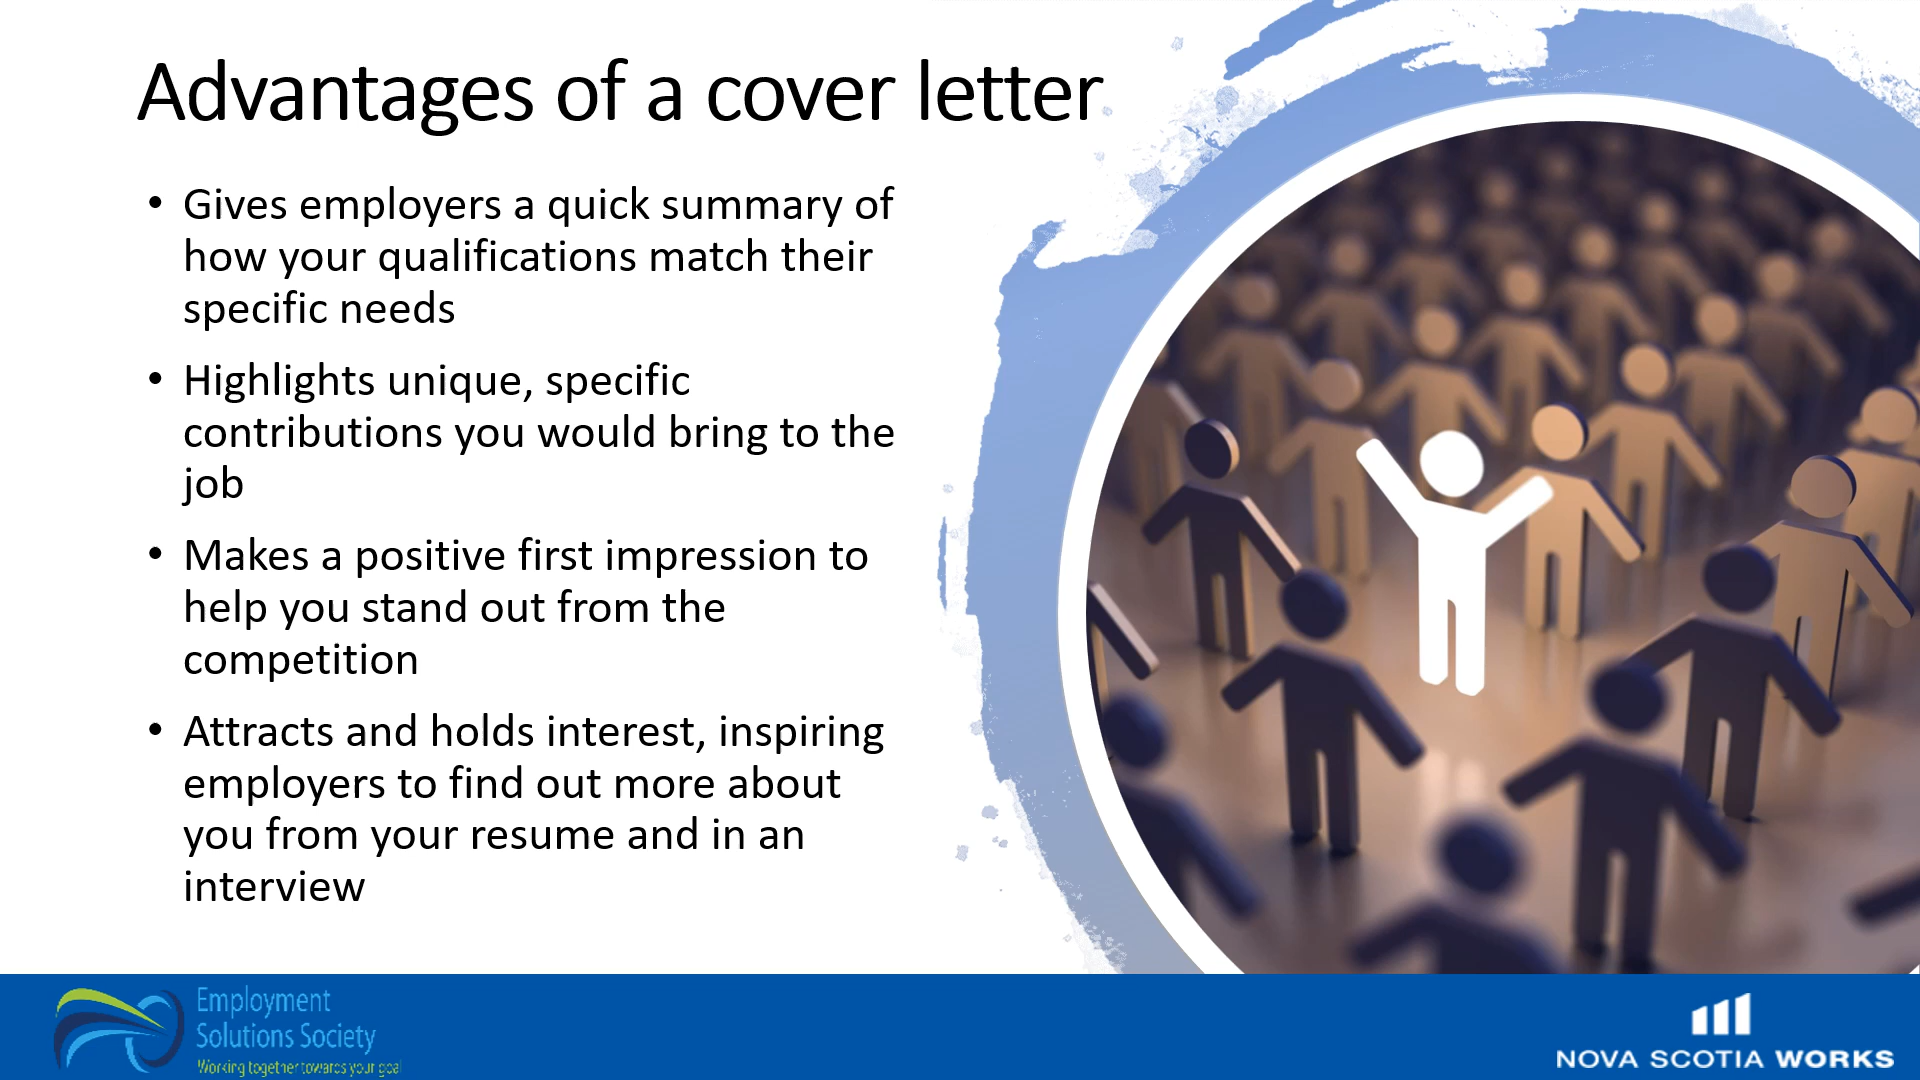 Advantages of a cover letter
• Gives employers a quick summary of
how your qualifications match their
specific needs
• Highlights unique, specific
contributions you would bring to the
job
• Makes a positive first impression to
help you stand out from the
competition
• Attracts and holds interest, inspiring
employers to find out more about
you from your resume and in an
interview
Employment
Solutions Society
Working together towards your goal
NOVA SCOTIA WORKS